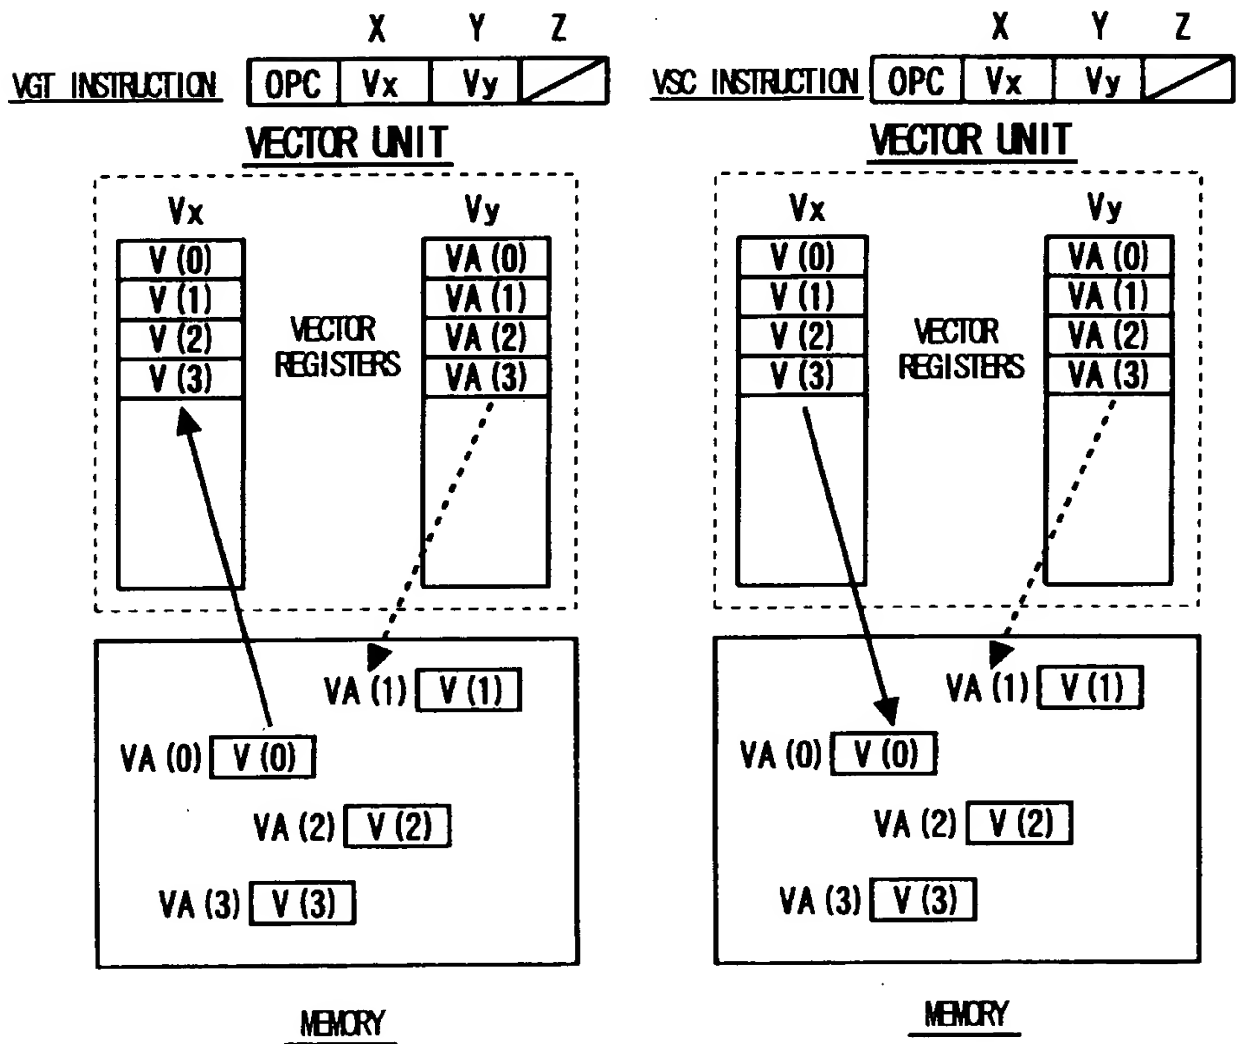 X Y Z
VGT INSTRUCTION OPC Vx Vy
VECTOR UNIT
Vx Vy
V (0) VA (0)
V (1) VA (1)
V (2) VA (2)
V (3) VA (3)
VECTOR
REGISTERS
VA (1) V (1)
VA (0) V (0)
VA (2) V (2)
VA (3) V (3)
MEMORY
X Y Z
VSC INSTRUCTION OPC Vx Vy
VECTOR UNIT
Vx Vy
V (0) VA (0)
V (1) VA (1)
V (2) VA (2)
V (3) VA (3)
VECTOR
REGISTERS
VA (1) V (1)
VA (0) V (0)
VA (2) V (2)
VA (3) V (3)
MEMORY